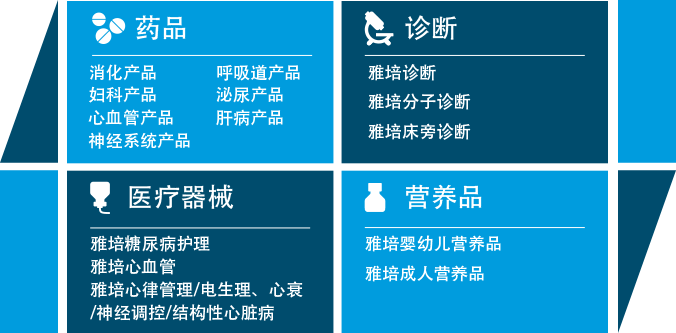 药品
消化产品 呼吸道产品
妇科产品 泌尿产品
心血管产品 肝病产品
神经系统产品
诊断
雅培诊断
雅培分子诊断
雅培床旁诊断
医疗器械
雅培糖尿病护理
雅培心血管
雅培心律管理/电生理、心衰
/神经调控/结构性心脏病
营养品
雅培婴幼儿营养品
雅培成人营养品